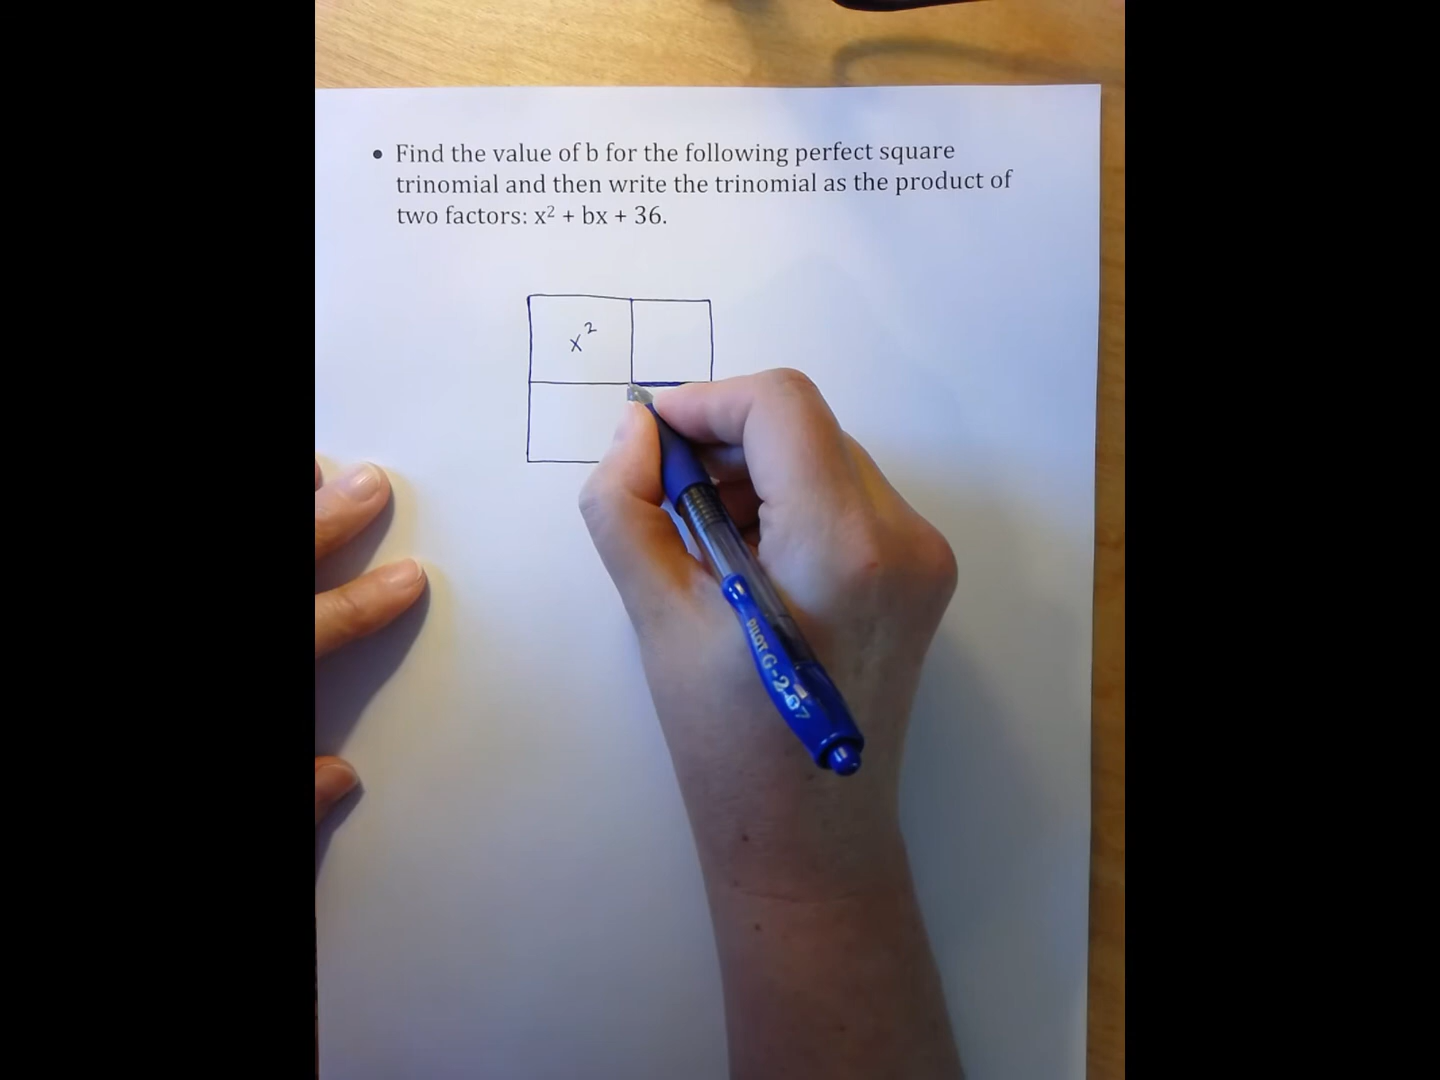 • Find the value of b for the following perfect square
trinomial and then write the trinomial as the product of
two factors: x² + bx + 36.
x²
PILOT G-2 07